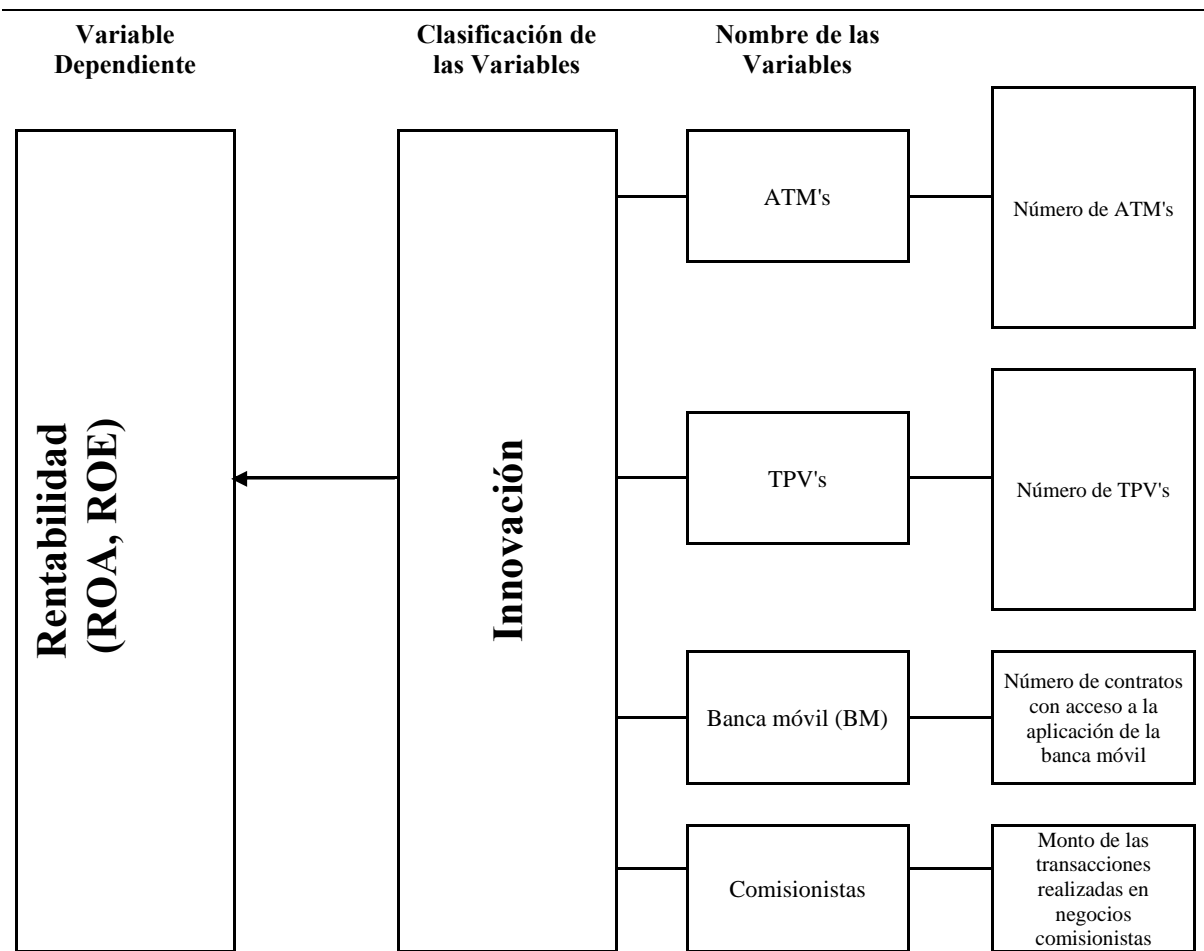 Variable
Dependiente
Clasificación de
las Variables
Nombre de las
Variables
Rentabilidad
(ROA, ROE)
Innovación
ATM's
Número de ATM's
TPV's
Número de TPV's
Banca móvil (BM)
Número de contratos
con acceso a la
aplicación de la
banca móvil
Comisionistas
Monto de las
transacciones
realizadas en
negocios
comisionistas